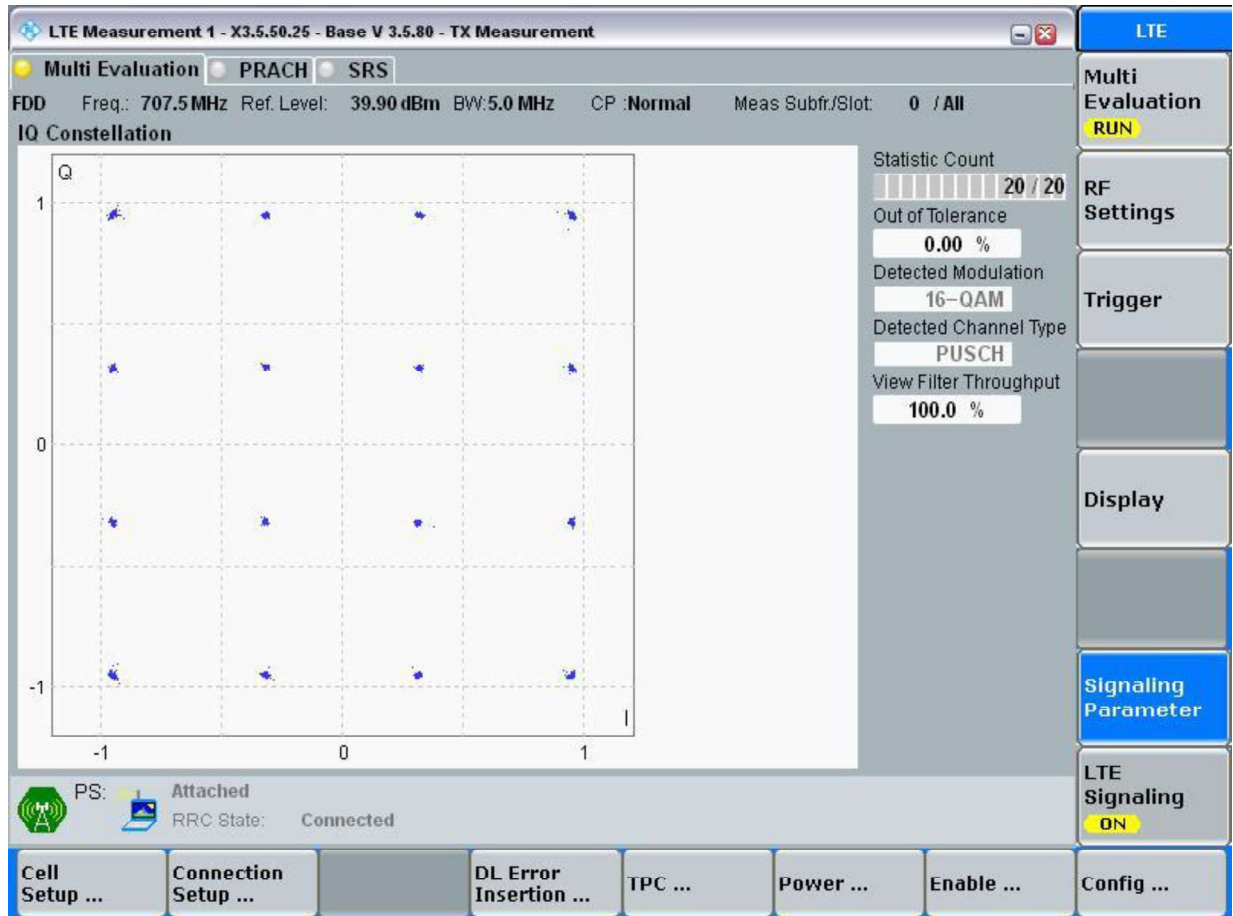 LTE Measurement 1 - X3.5.50.25 - Base V 3.5.80 - TX Measurement
LTE
Multi Evaluation PRACH SRS
FDD Freq.: 707.5 MHz Ref. Level: 39.90 dBm BW:5.0 MHz CP :Normal Meas Subfr./Slot: 0 / All
IQ Constellation
Q
1
0
-1
-1 0 1
I
Statistic Count
20 / 20
Out of Tolerance
0.00 %
Detected Modulation
16-QAM
Detected Channel Type
PUSCH
View Filter Throughput
100.0 %
Multi
Evaluation
RUN
RF
Settings
Trigger
Display
Signaling
Parameter
LTE
Signaling
ON
PS: Attached
RRC State: Connected
Cell
Setup ...
Connection
Setup ...
DL Error
Insertion ...
TPC ...
Power ...
Enable ...
Config ...